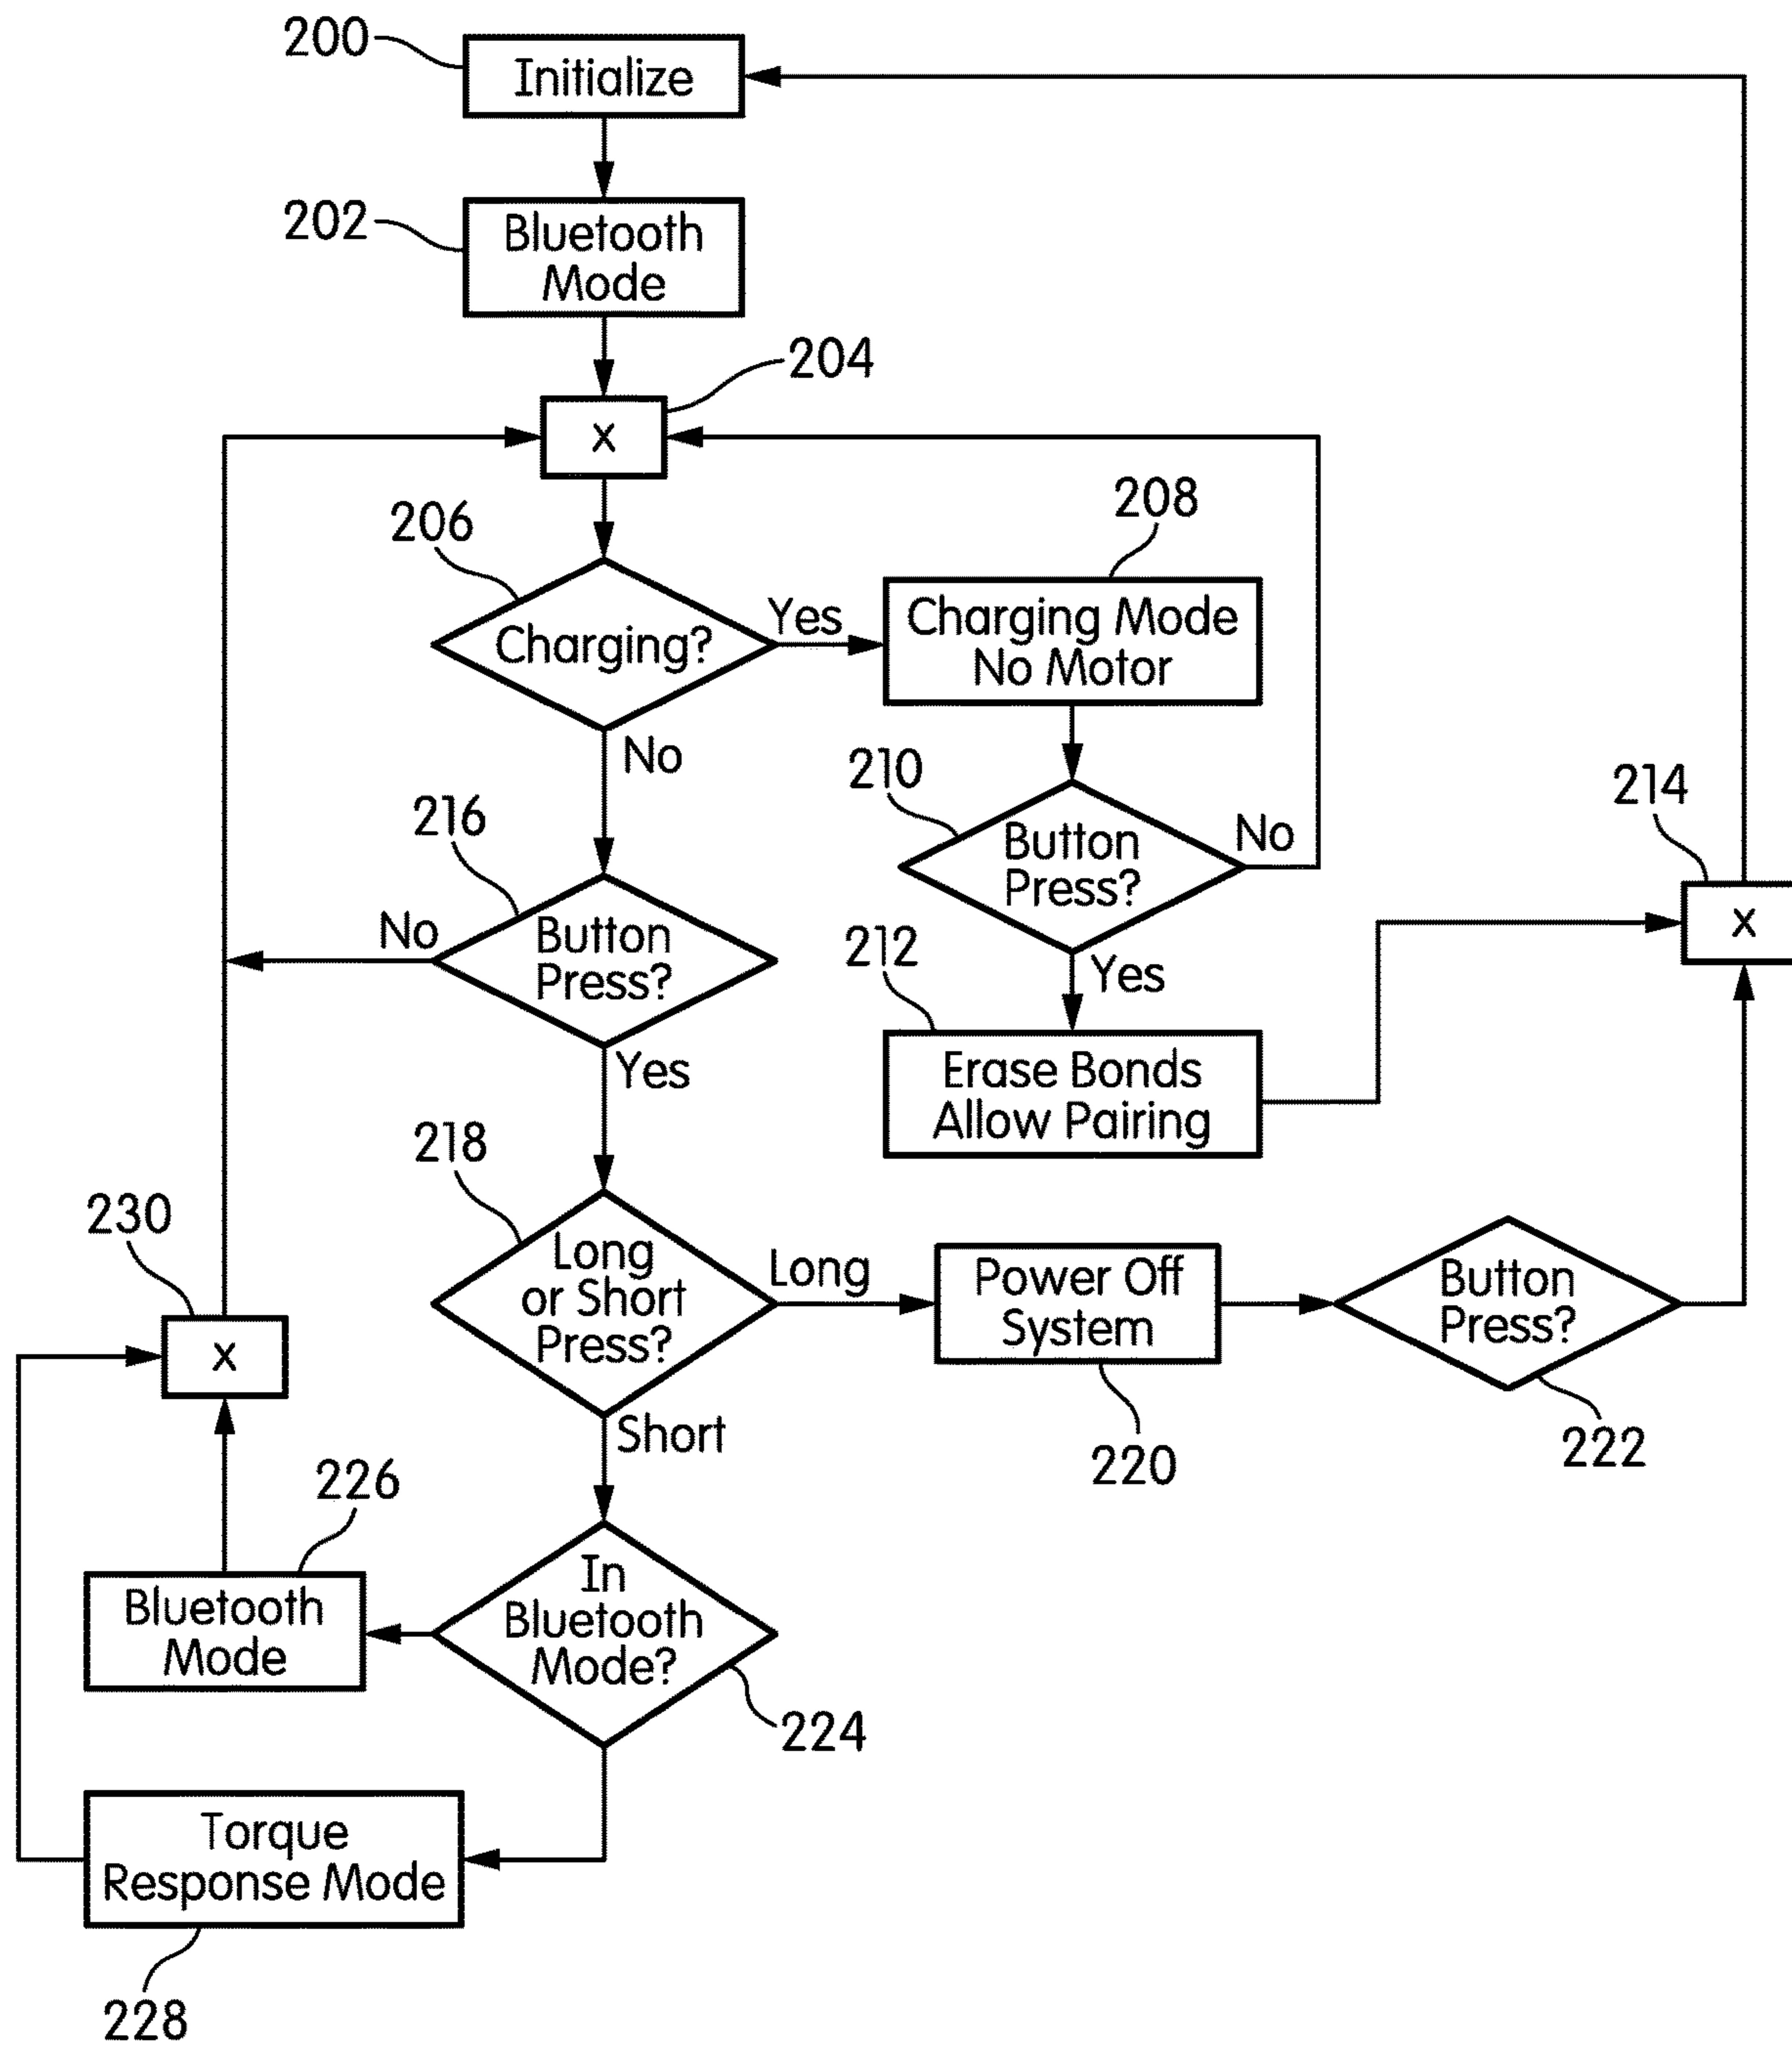 200
Initialize
202
Bluetooth
Mode
204
X
206
Charging?
Yes
No
208
Charging Mode
No Motor
210
Button
Press?
No
Yes
212
Erase Bonds
Allow Pairing
214
X
216
Button
Press?
No
Yes
218
Long
or Short
Press?
Long
Short
Power Off
System
220
Button
Press?
222
230
X
226
Bluetooth
Mode
In
Bluetooth
Mode?
224
Torque
Response Mode
228